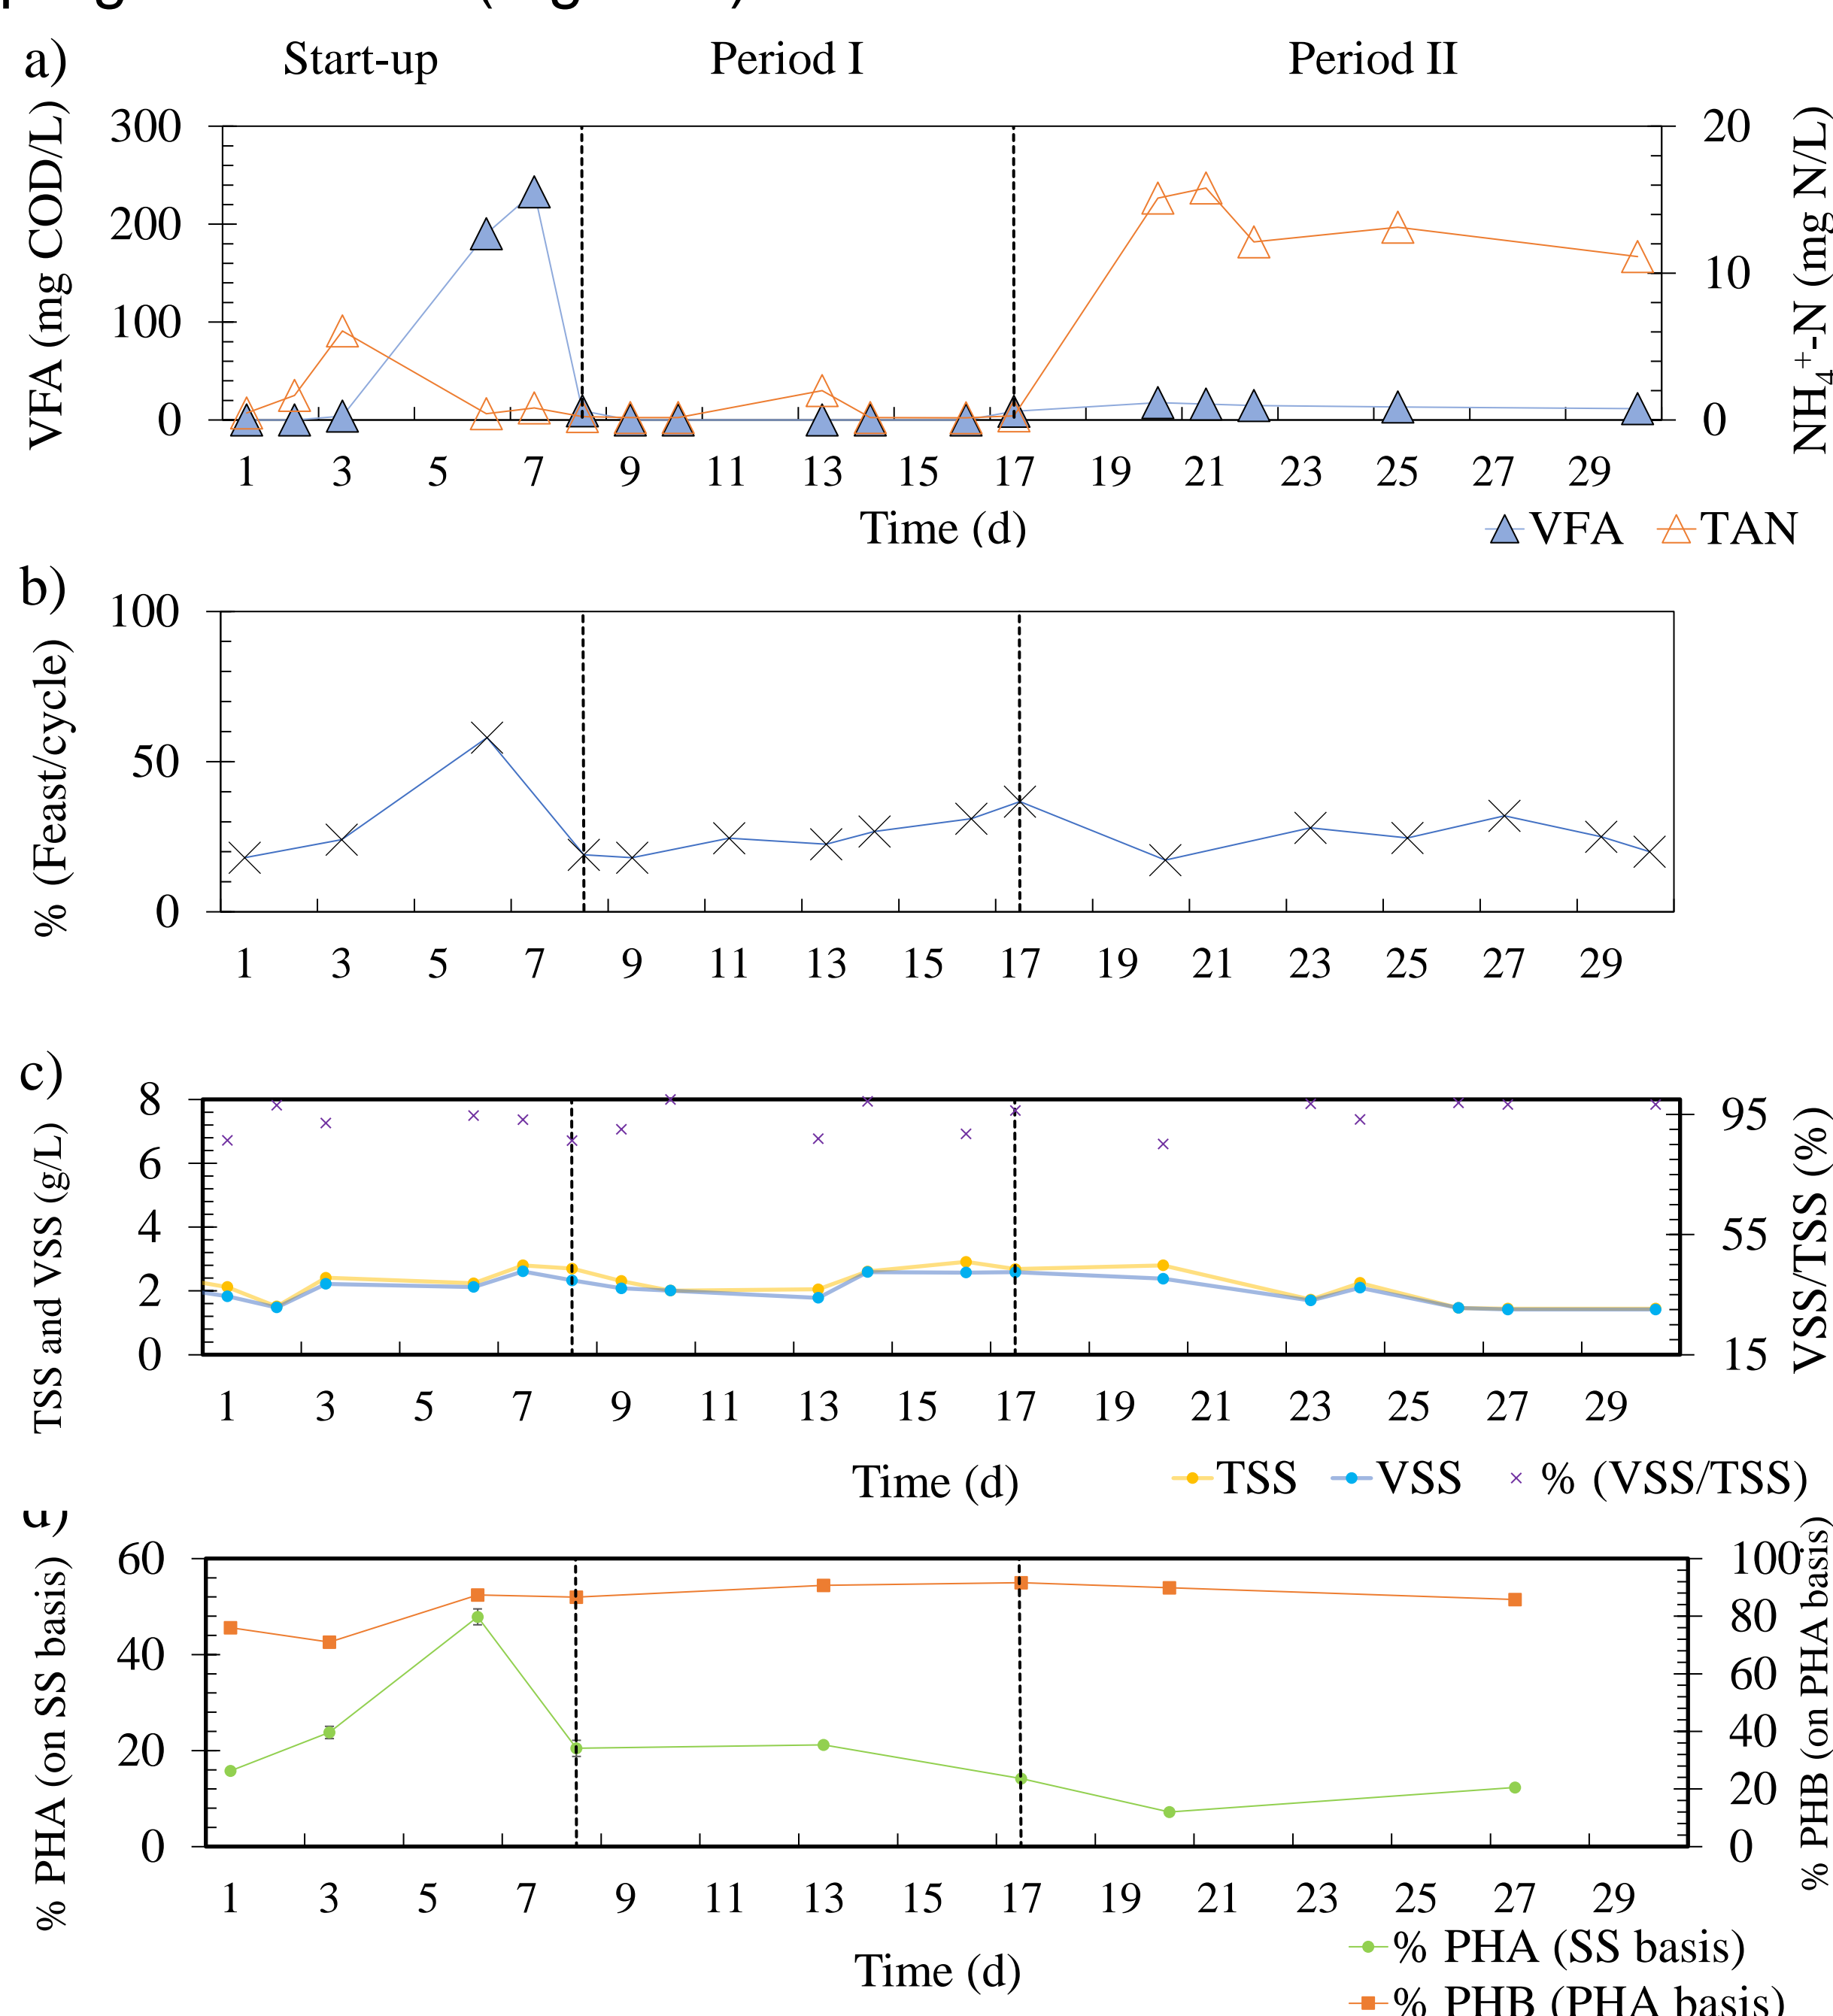 a)
Start-up Period I Period II
VFA (mg COD/L)
300
200
100
0
20
10
0
NH4+-N (mg N/L)
1 3 5 7 9 11 13 15 17 19 21 23 25 27 29
Time (d)
VFA TAN
b)
% (Feast/cycle)
100
50
0
1 3 5 7 9 11 13 15 17 19 21 23 25 27 29
c)
TSS and VSS (g/L)
8
6
4
2
0
95
55
15
VSS/TSS (%)
1 3 5 7 9 11 13 15 17 19 21 23 25 27 29
Time (d)
TSS VSS % (VSS/TSS)
% PHA (on SS basis)
60
40
20
0
100
80
60
40
20
0
% PHB (on PHA basis)
1 3 5 7 9 11 13 15 17 19 21 23 25 27 29
Time (d)
% PHA (SS basis)
% PHB (PHA basis)